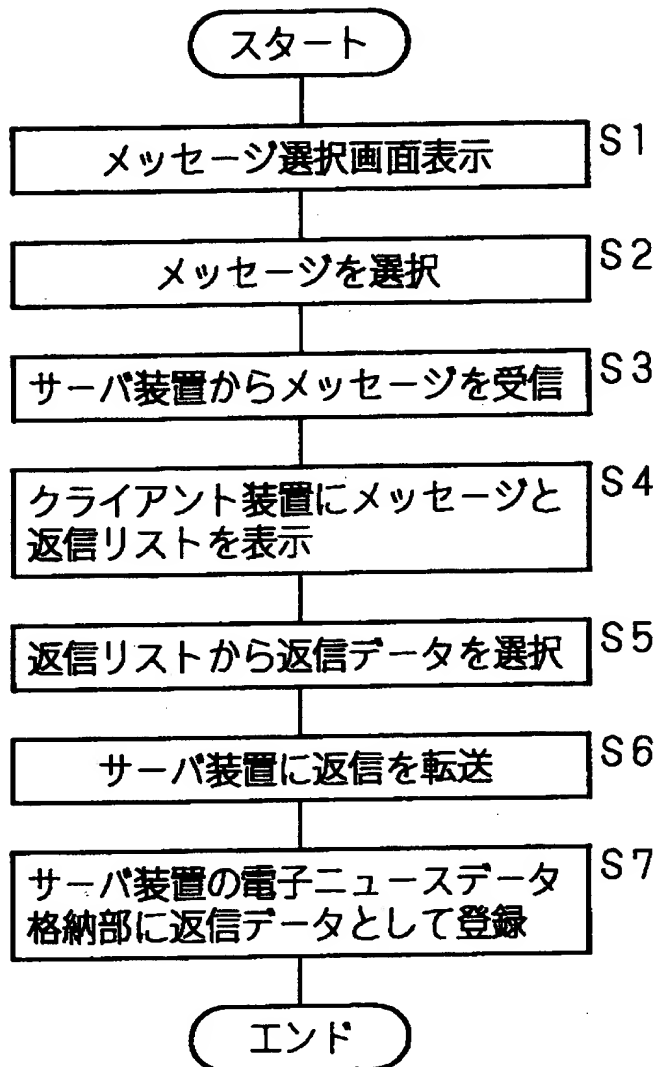 スタート
メッセージ選択画面表示 S1
メッセージを選択 S2
サーバ装置からメッセージを受信 S3
クライアント装置にメッセージと S4
返信リストを表示
返信リストから返信データを選択 S5
サーバ装置に返信を転送 S6
サーバ装置の電子ニュースデータ S7
格納部に返信データとして登録
エンド